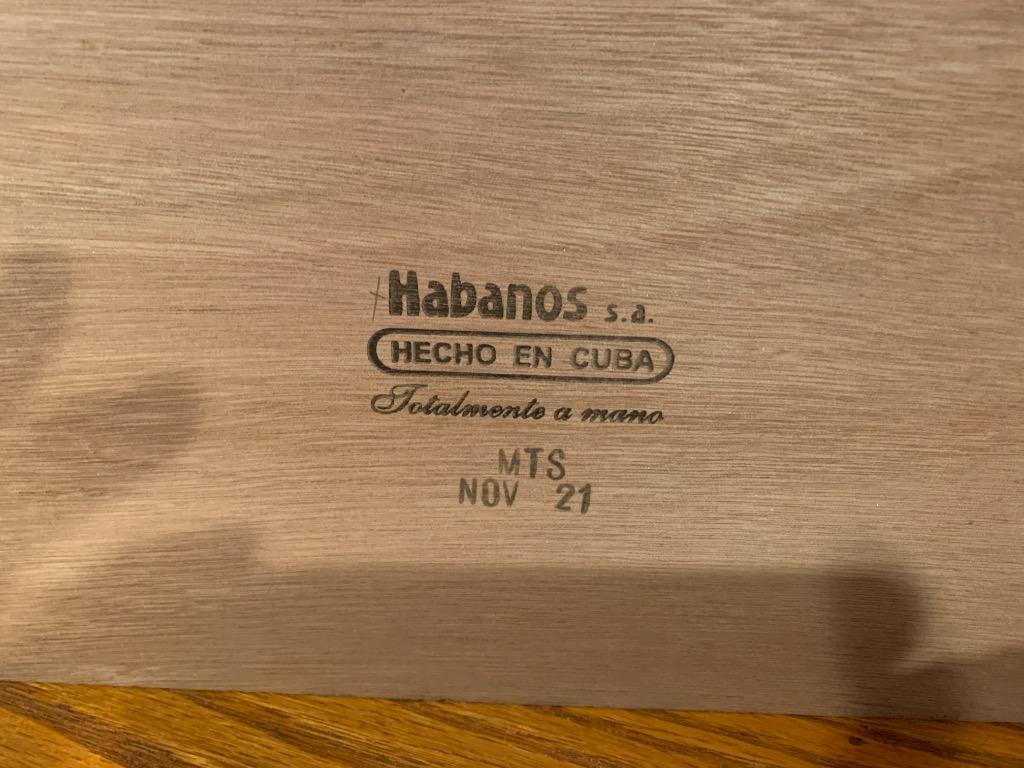 Habanos s.a.
HECHO EN CUBA
Totalmente a mano
MTS
NOV 21